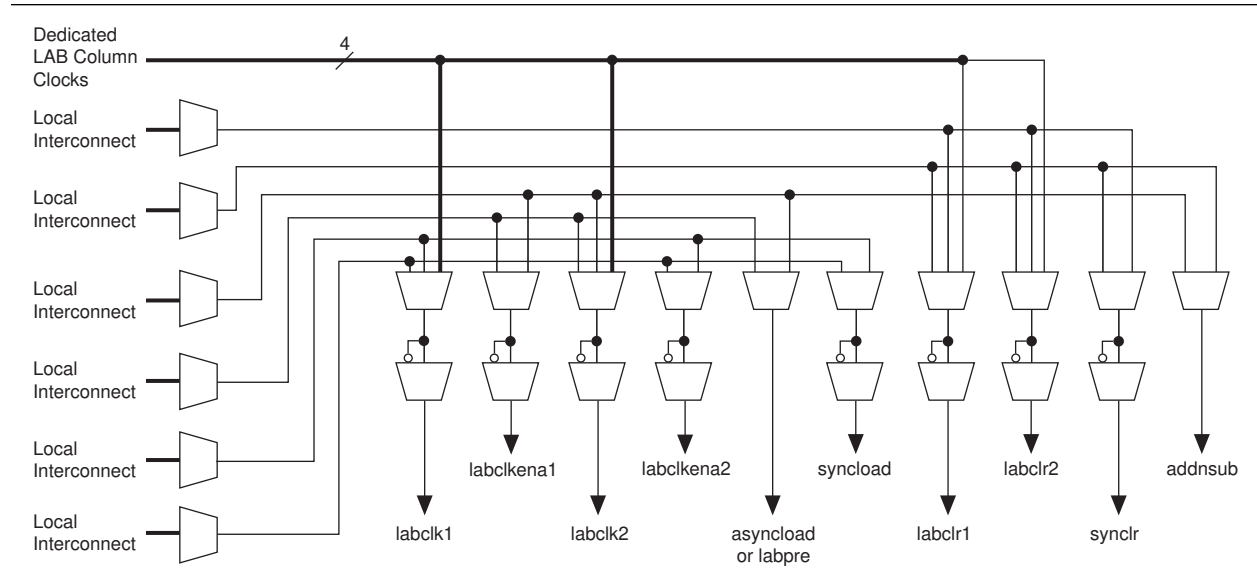 Dedicated
LAB Column
Clocks
4
Local
Interconnect
Local
Interconnect
Local
Interconnect
Local
Interconnect
Local
Interconnect
Local
Interconnect
labclkena1
labclkena2
syncload
labclr2
addnsub
labclk1
labclk2
asyncload
or labpre
labclr1
synclr